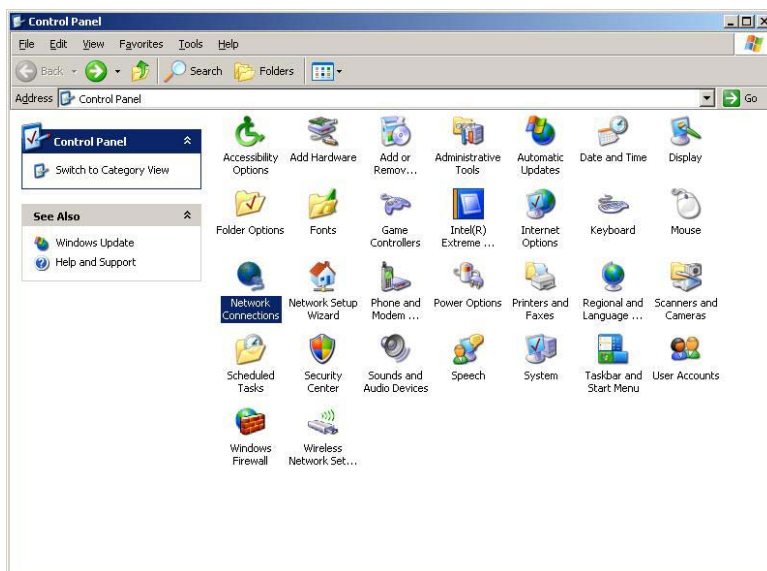 Control Panel
File Edit View Favorites Tools Help
Back Search Folders
Address Control Panel Go
Control Panel
Switch to Category View
See Also
Windows Update
Help and Support
Accessibility Options
Add Hardware
Add or Remov...
Administrative Tools
Automatic Updates
Date and Time
Display
Folder Options
Fonts
Game Controllers
Intel(R) Extreme ...
Internet Options
Keyboard
Mouse
Network Connections
Network Setup Wizard
Phone and Modem ...
Power Options
Printers and Faxes
Regional and Language ...
Scanners and Cameras
Scheduled Tasks
Security Center
Sounds and Audio Devices
Speech
System
Taskbar and Start Menu
User Accounts
Windows Firewall
Wireless Network Set...